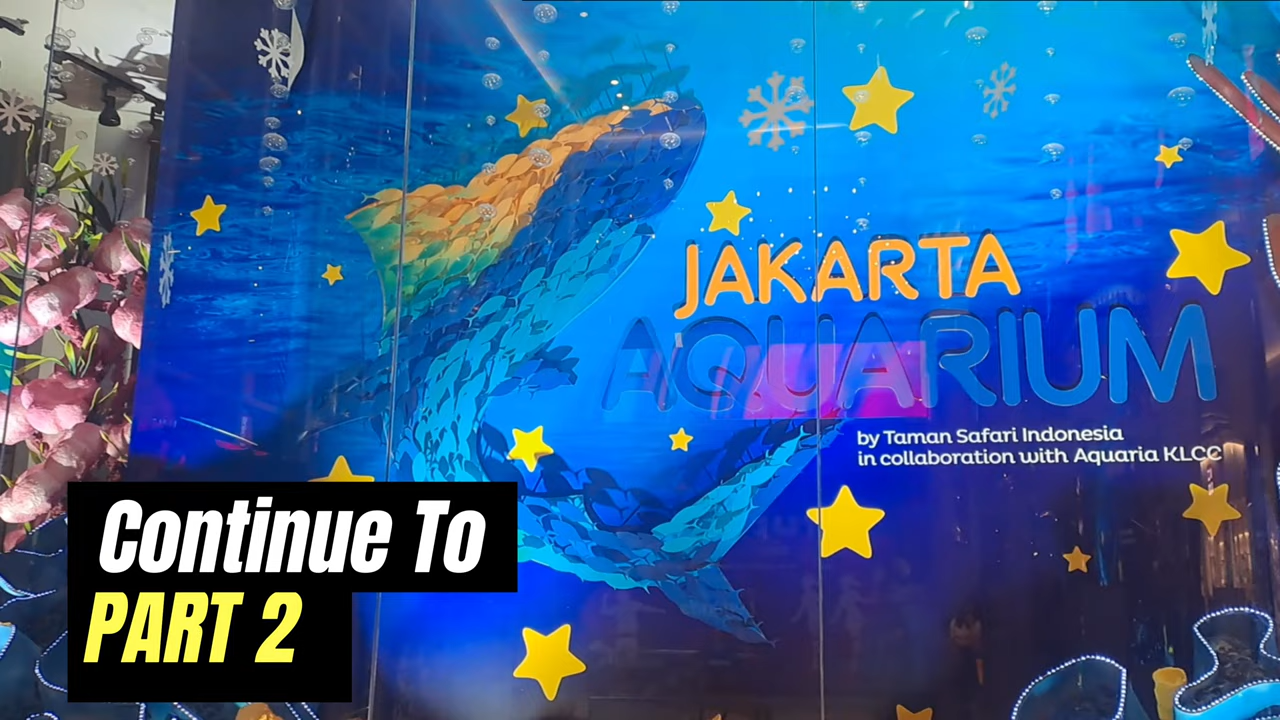 JAKARTA
AQUARIUM
by Taman Safari Indonesia
in collaboration with Aquaria KLCC
Continue To
PART 2